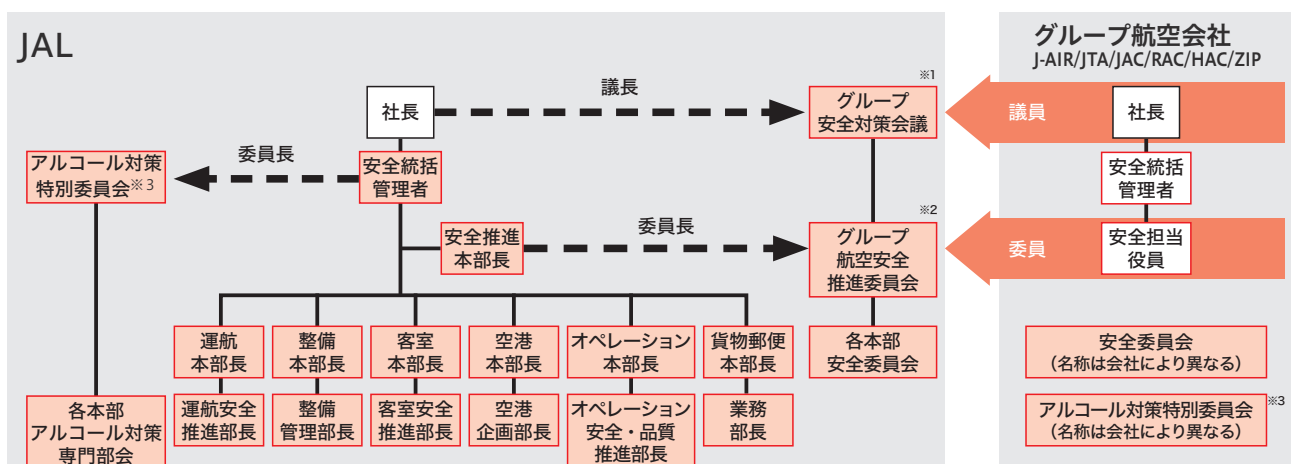 JAL
グループ航空会社
J-AIR/JTA/JAC/RAC/HAC/ZIP
社長
議長
※1
グループ
安全対策会議
議員
社長
アルコール対策
特別委員会※3
委員長
安全統括
管理者
安全統括
管理者
安全推進
本部長
委員長
※2
グループ
航空安全
推進委員会
委員
安全担当
役員
運航
本部長
整備
本部長
客室
本部長
空港
本部長
オペレーション
本部長
貨物郵便
本部長
各本部
安全委員会
安全委員会
(名称は会社により異なる)
各本部
アルコール対策
専門部会
運航安全
推進部長
整備
管理部長
客室安全
推進部長
空港
企画部長
オペレーション
安全・品質
推進部長
業務
部長
アルコール対策特別委員会
(名称は会社により異なる)
※3